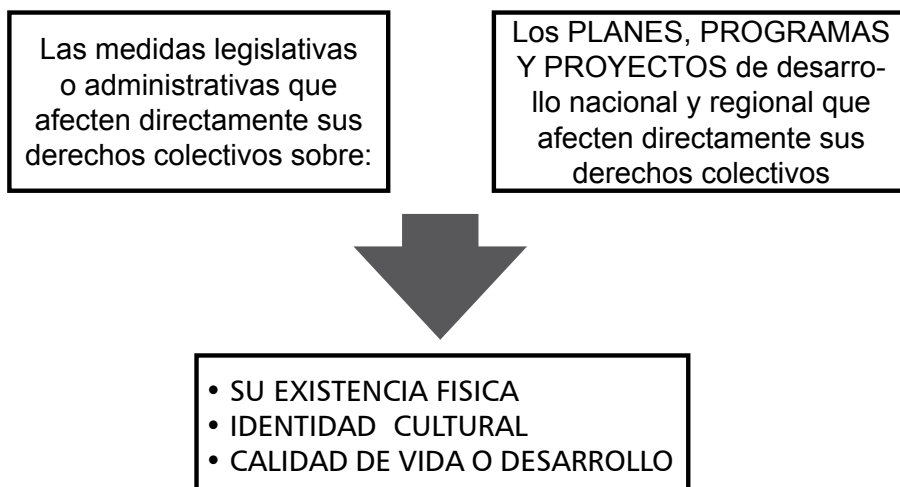 Las medidas legislativas
o administrativas que
afecten directamente sus
derechos colectivos sobre:
Los PLANES, PROGRAMAS
Y PROYECTOS de desarro-
llo nacional y regional que
afecten directamente sus
derechos colectivos
• SU EXISTENCIA FISICA
• IDENTIDAD CULTURAL
• CALIDAD DE VIDA O DESARROLLO